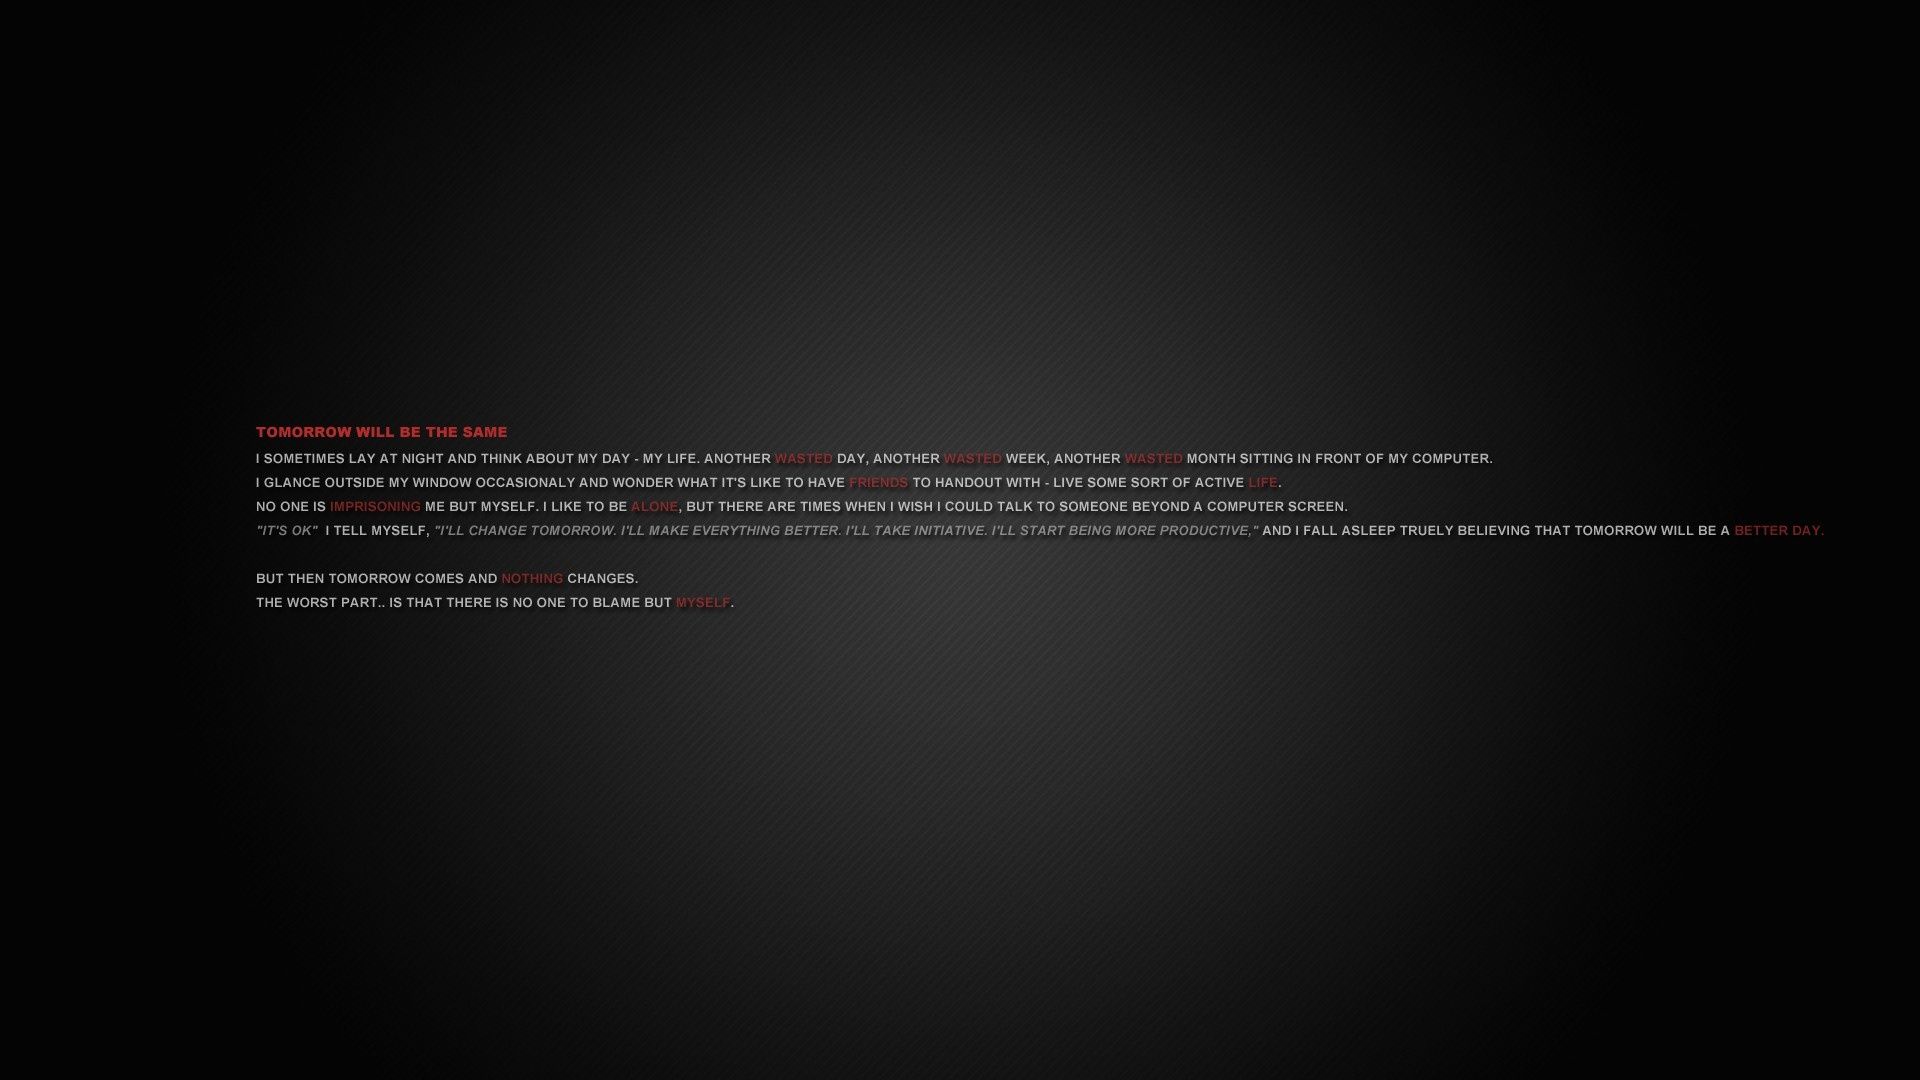 TOMORROW WILL BE THE SAME
I SOMETIMES LAY AT NIGHT AND THINK ABOUT MY DAY - MY LIFE. ANOTHER WASTED DAY, ANOTHER WASTED WEEK, ANOTHER WASTED MONTH SITTING IN FRONT OF MY COMPUTER.
I GLANCE OUTSIDE MY WINDOW OCCASIONALY AND WONDER WHAT IT'S LIKE TO HAVE FRIENDS TO HANDOUT WITH - LIVE SOME SORT OF ACTIVE LIFE.
NO ONE IS IMPRISONING ME BUT MYSELF. I LIKE TO BE ALONE, BUT THERE ARE TIMES WHEN I WISH I COULD TALK TO SOMEONE BEYOND A COMPUTER SCREEN.
"IT'S OK" I TELL MYSELF, "I'LL CHANGE TOMORROW. I'LL MAKE EVERYTHING BETTER. I'LL TAKE INITIATIVE. I'LL START BEING MORE PRODUCTIVE," AND I FALL ASLEEP TRUELY BELIEVING THAT TOMORROW WILL BE A BETTER DAY.
BUT THEN TOMORROW COMES AND NOTHING CHANGES.
THE WORST PART.. IS THAT THERE IS NO ONE TO BLAME BUT MYSELF.